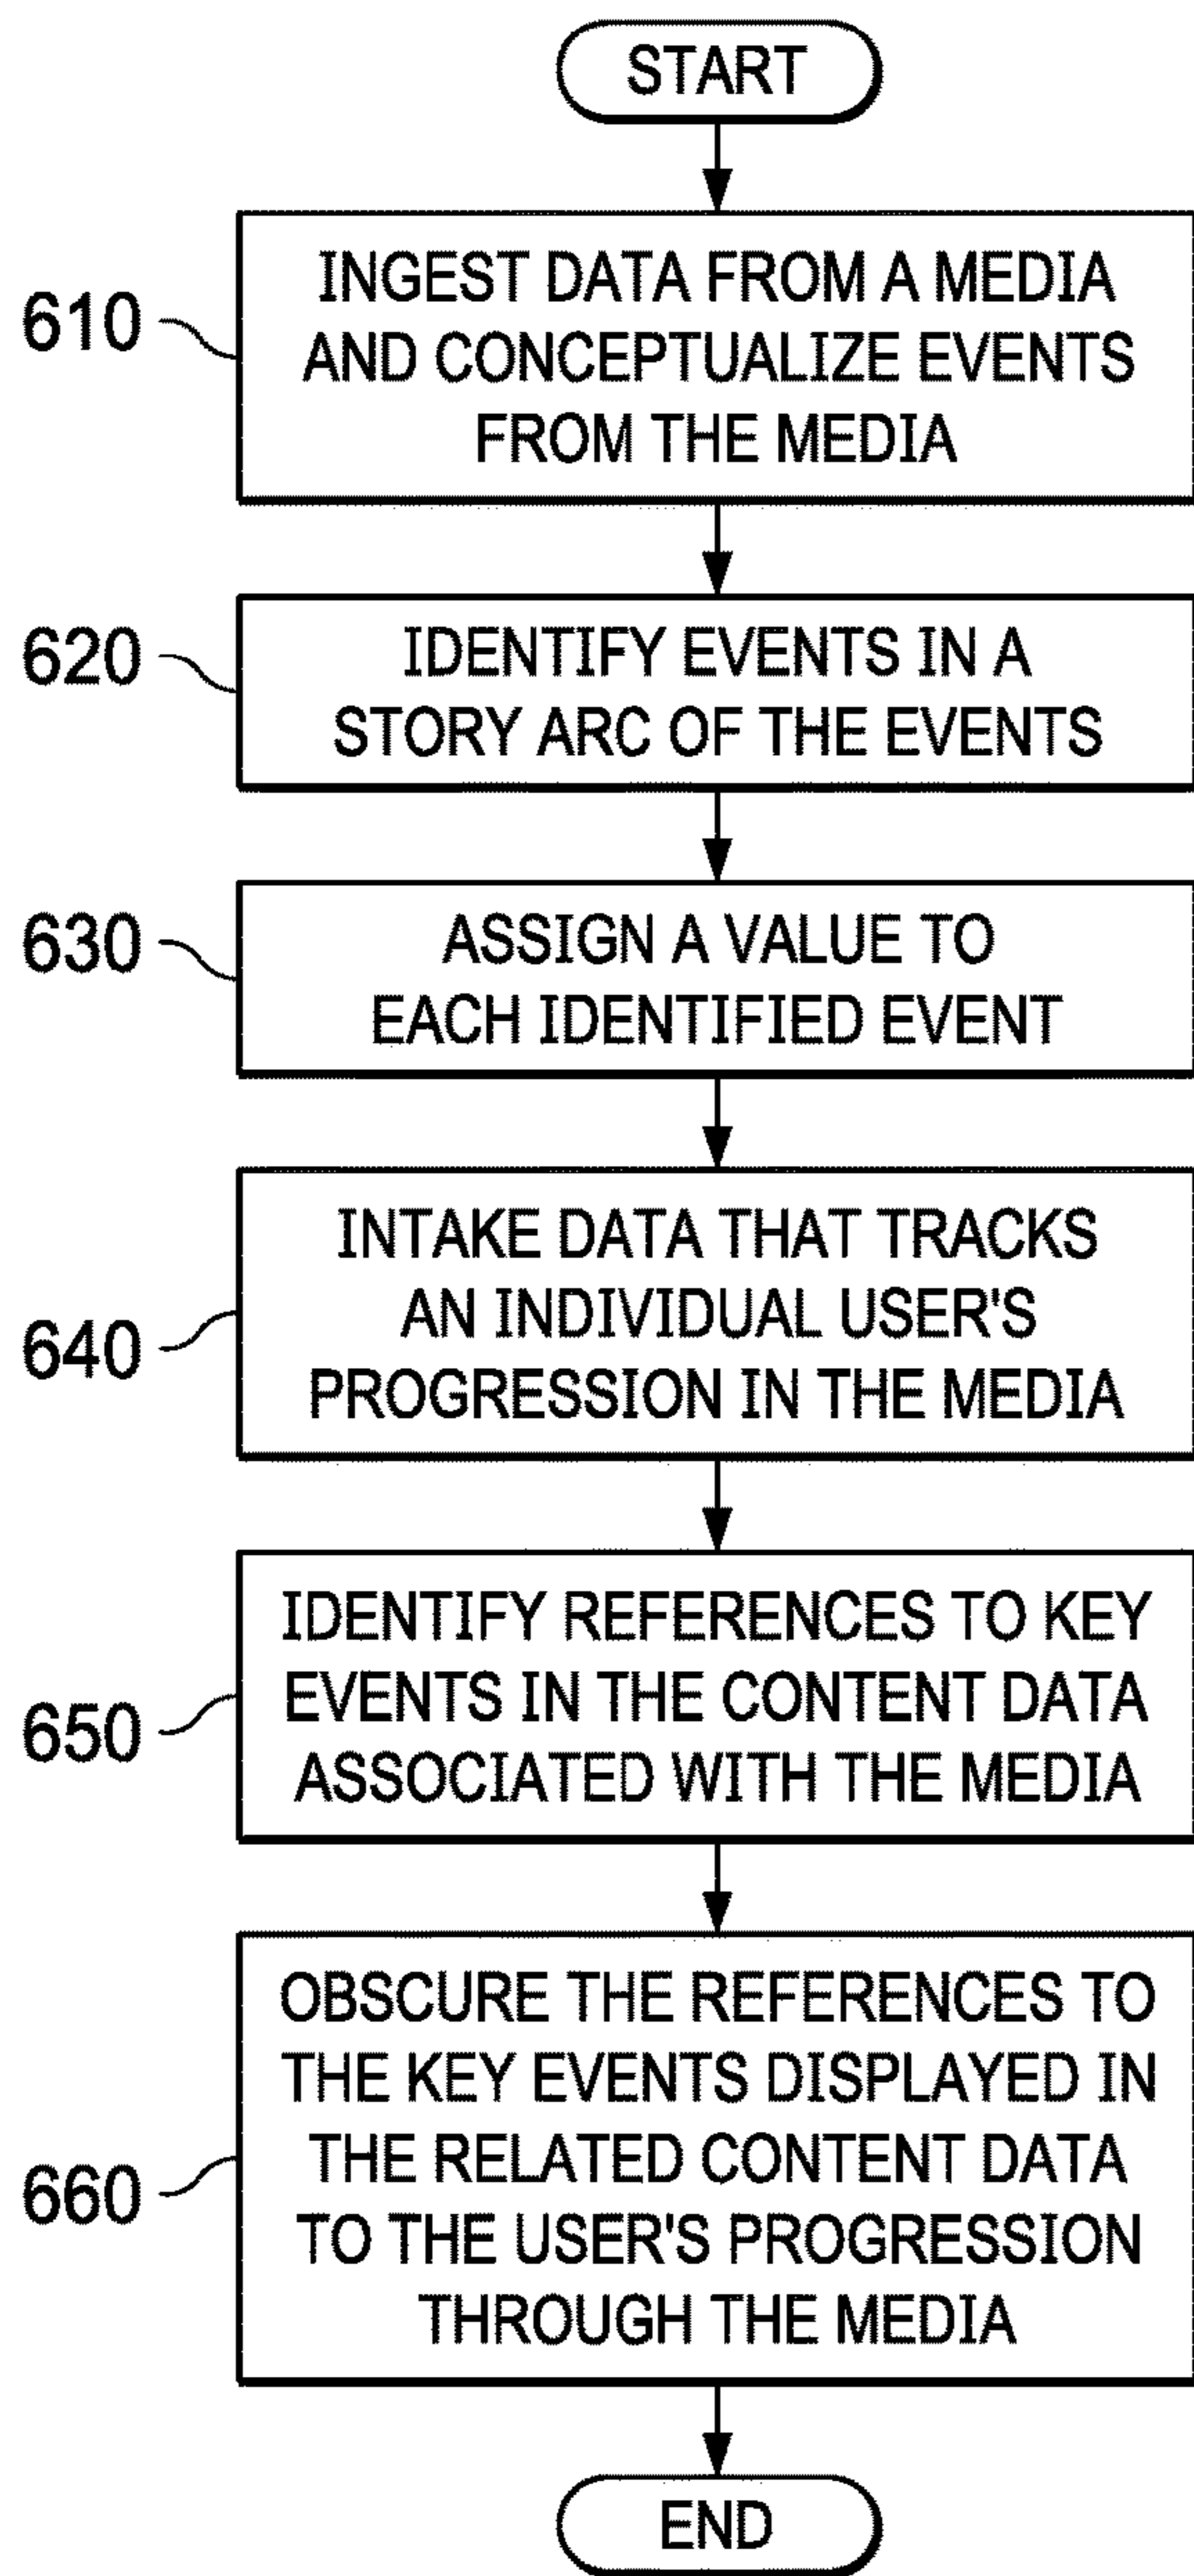 START
610
INGEST DATA FROM A MEDIA
AND CONCEPTUALIZE EVENTS
FROM THE MEDIA
620
IDENTIFY EVENTS IN A
STORY ARC OF THE EVENTS
630
ASSIGN A VALUE TO
EACH IDENTIFIED EVENT
640
INTAKE DATA THAT TRACKS
AN INDIVIDUAL USER'S
PROGRESSION IN THE MEDIA
650
IDENTIFY REFERENCES TO KEY
EVENTS IN THE CONTENT DATA
ASSOCIATED WITH THE MEDIA
660
OBSCURE THE REFERENCES TO
THE KEY EVENTS DISPLAYED IN
THE RELATED CONTENT DATA
TO THE USER'S PROGRESSION
THROUGH THE MEDIA
END